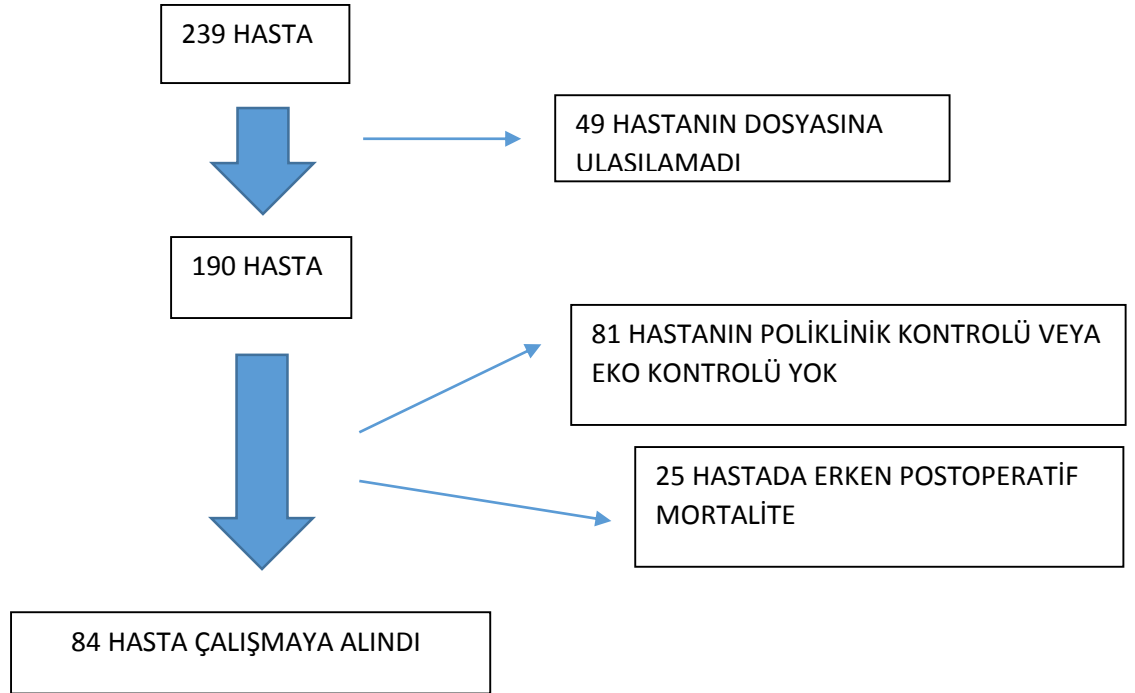 239 HASTA
49 HASTANIN DOSYASINA
ULAŞILAMADI
190 HASTA
81 HASTANIN POLİKLİNİK KONTROLÜ VEYA
EKO KONTROLÜ YOK
25 HASTADA ERKEN POSTOPERATİF
MORTALİTE
84 HASTA ÇALIŞMAYA ALINDI